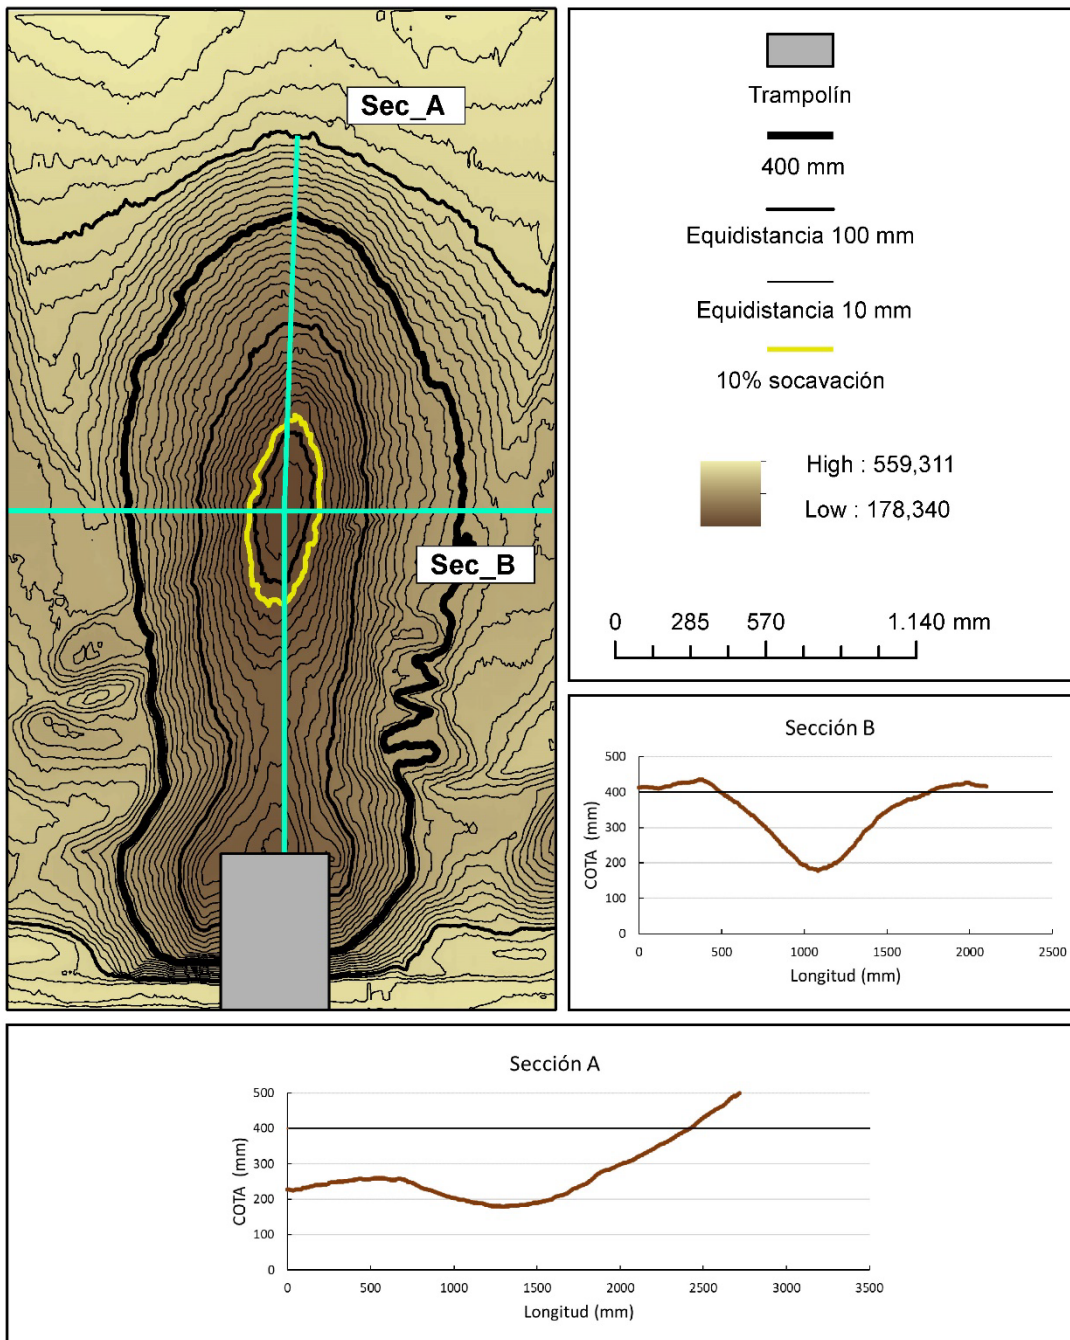 Sec_A
Sec_B
Trampolín
400 mm
Equidistancia 100 mm
Equidistancia 10 mm
10% socavación
High : 559,311
Low : 178,340
0 285 570 1.140 mm
Sección B
COTA (mm)
500
400
300
200
100
0
0 500 1000 1500 2000 2500
Longitud (mm)
Sección A
COTA (mm)
500
400
300
200
100
0
0 500 1000 1500 2000 2500 3000 3500
Longitud (mm)